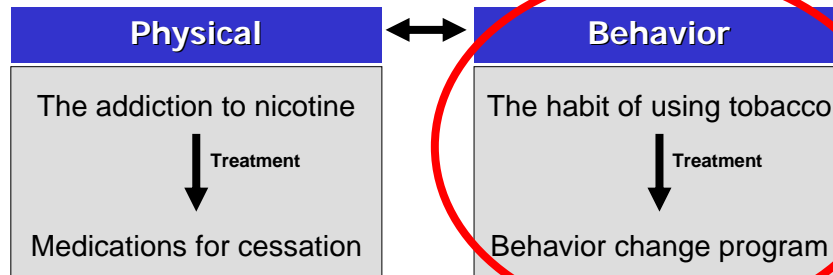 Physical
Behavior
The addiction to nicotine
Treatment
Medications for cessation
The habit of using tobacco
Treatment
Behavior change program